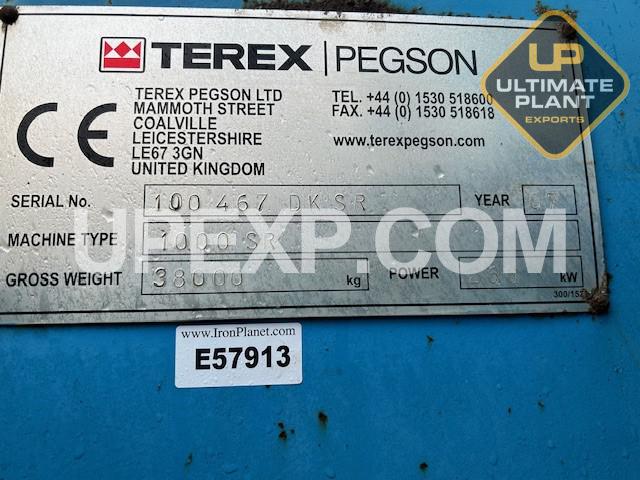 TEREX | PEGSON
UP
ULTIMATE
PLANT
EXPORTS
CE
TEREX PEGSON LTD
MAMMOTH STREET
COALVILLE
LEICESTERSHIRE
LE67 3GN
UNITED KINGDOM
TEL. +44 (0) 1530 518600
FAX. +44 (0) 1530 518618
www.terexpegson.com
SERIAL No. 100 467 DK SR YEAR
MACHINE TYPE 1000 SR
UPEXP.COM
GROSS WEIGHT 38000 kg POWER kW
www.IronPlanet.com
E57913